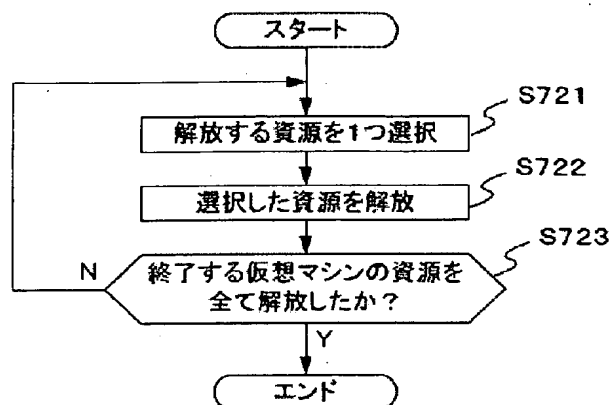 スタート
S721
解放する資源を1つ選択
S722
選択した資源を解放
S723
N
終了する仮想マシンの資源を
全て解放したか？
Y
エンド